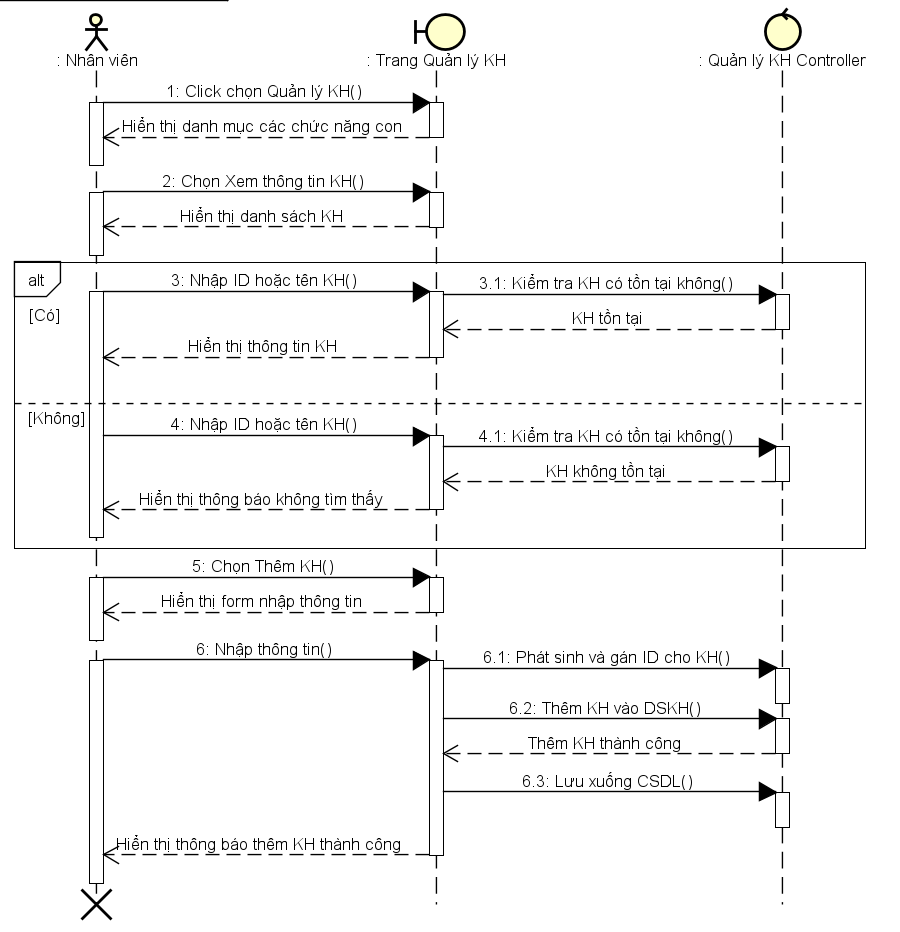 : Nhân viên
: Trang Quản lý KH
: Quản lý KH Controller
1: Click chọn Quản lý KH()
Hiển thị danh mục các chức năng con
2: Chọn Xem thông tin KH()
Hiển thị danh sách KH
alt
3: Nhập ID hoặc tên KH()
3.1: Kiểm tra KH có tồn tại không()
[Có]
KH tồn tại
Hiển thị thông tin KH
[Không]
4: Nhập ID hoặc tên KH()
4.1: Kiểm tra KH có tồn tại không()
KH không tồn tại
Hiển thị thông báo không tìm thấy
5: Chọn Thêm KH()
Hiển thị form nhập thông tin
6: Nhập thông tin()
6.1: Phát sinh và gán ID cho KH()
6.2: Thêm KH vào DSKH()
Thêm KH thành công
6.3: Lưu xuống CSDL()
Hiển thị thông báo thêm KH thành công